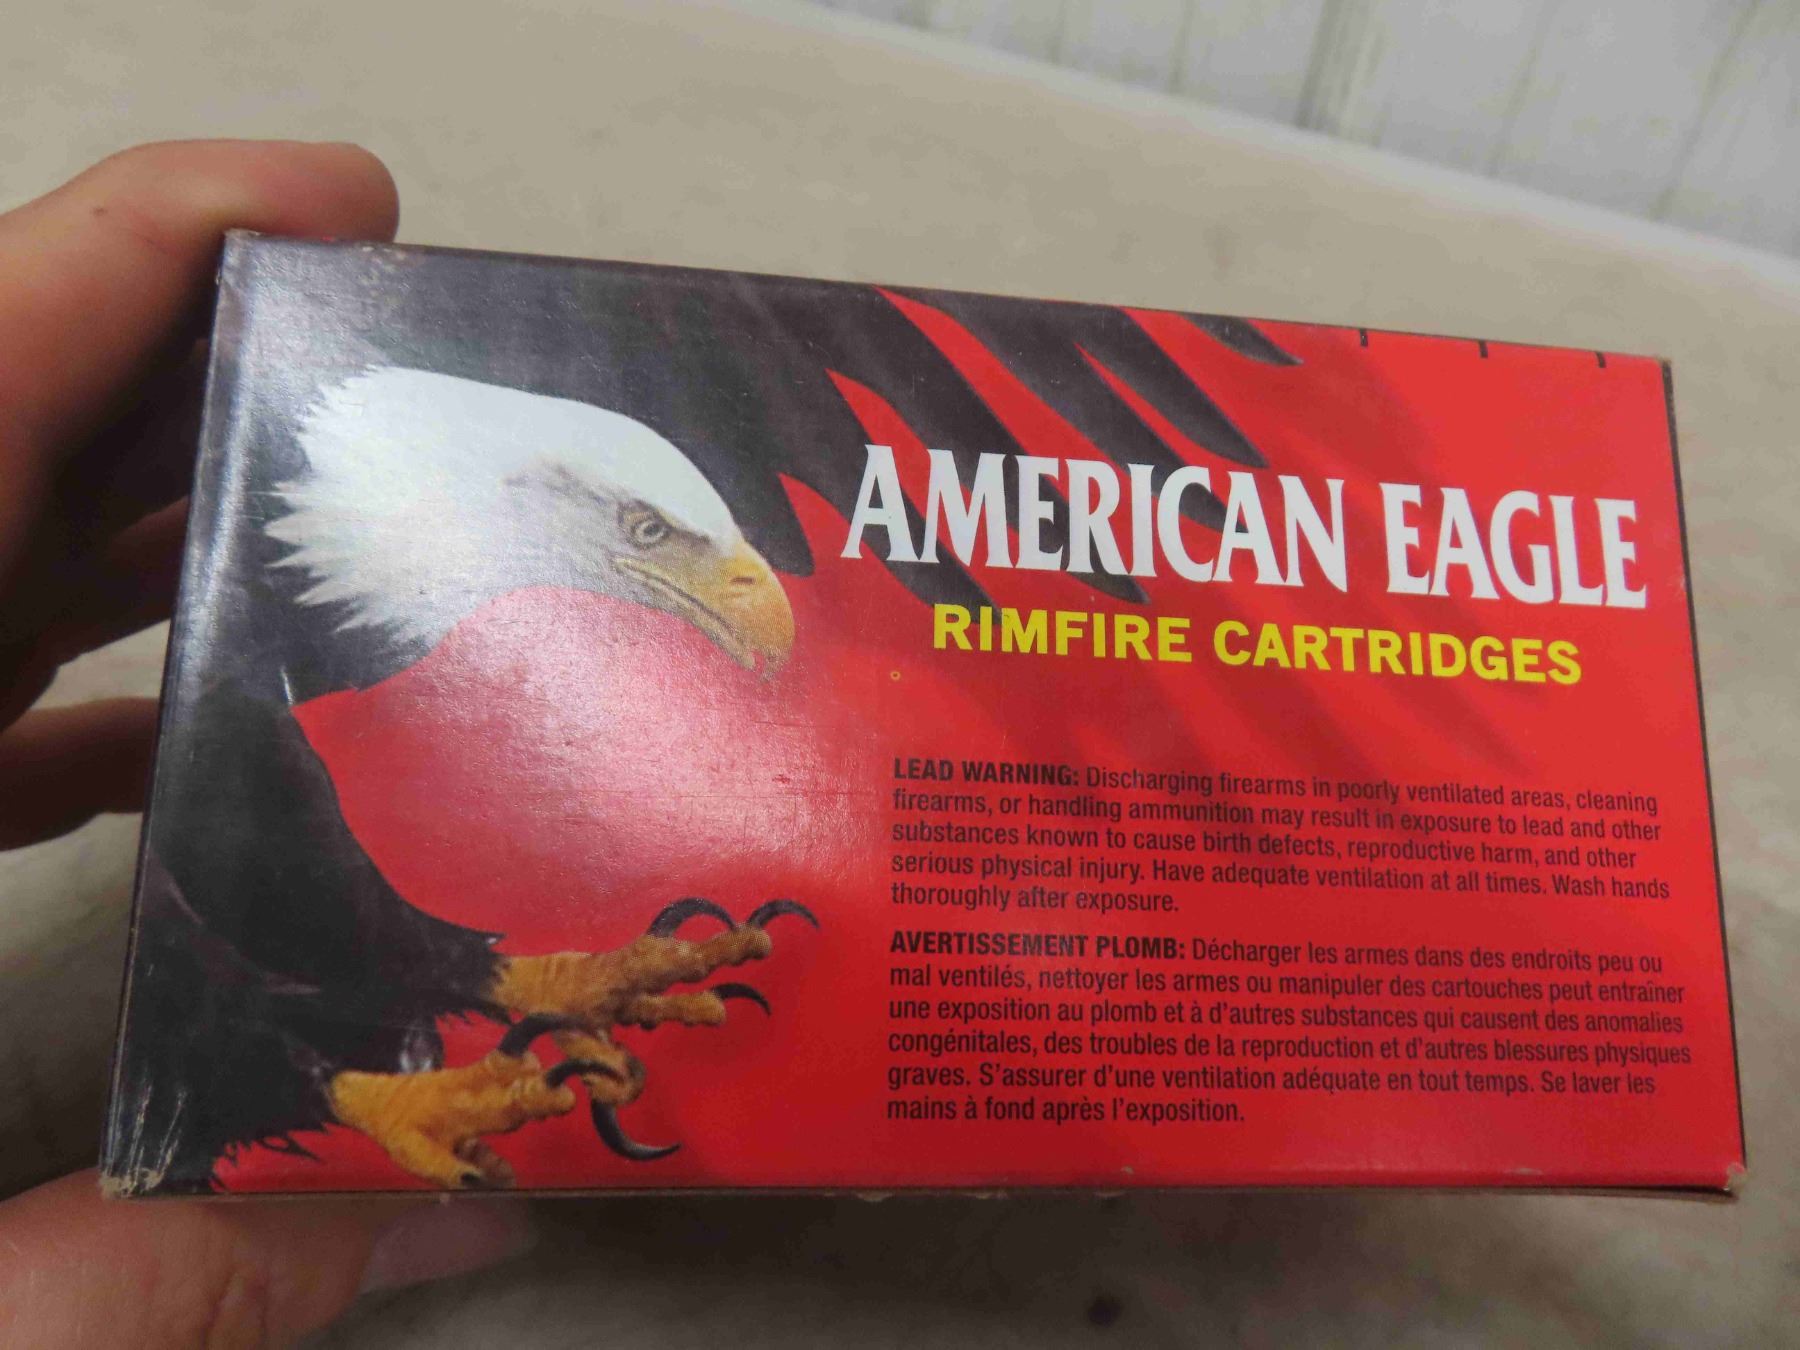 AMERICAN EAGLE
RIMFIRE CARTRIDGES
LEAD WARNING: Discharging firearms in poorly ventilated areas, cleaning
firearms, or handling ammunition may result in exposure to lead and other
substances known to cause birth defects, reproductive harm, and other
serious physical injury. Have adequate ventilation at all times. Wash hands
thoroughly after exposure.
AVERTISSEMENT PLOMB: Décharger les armes dans des endroits peu ou
mal ventilés, nettoyer les armes ou manipuler des cartouches peut entraîner
une exposition au plomb et à d'autres substances qui causent des anomalies
congénitales, des troubles de la reproduction et d'autres blessures physiques
graves. S'assurer d'une ventilation adéquate en tout temps. Se laver les
mains à fond après l'exposition.